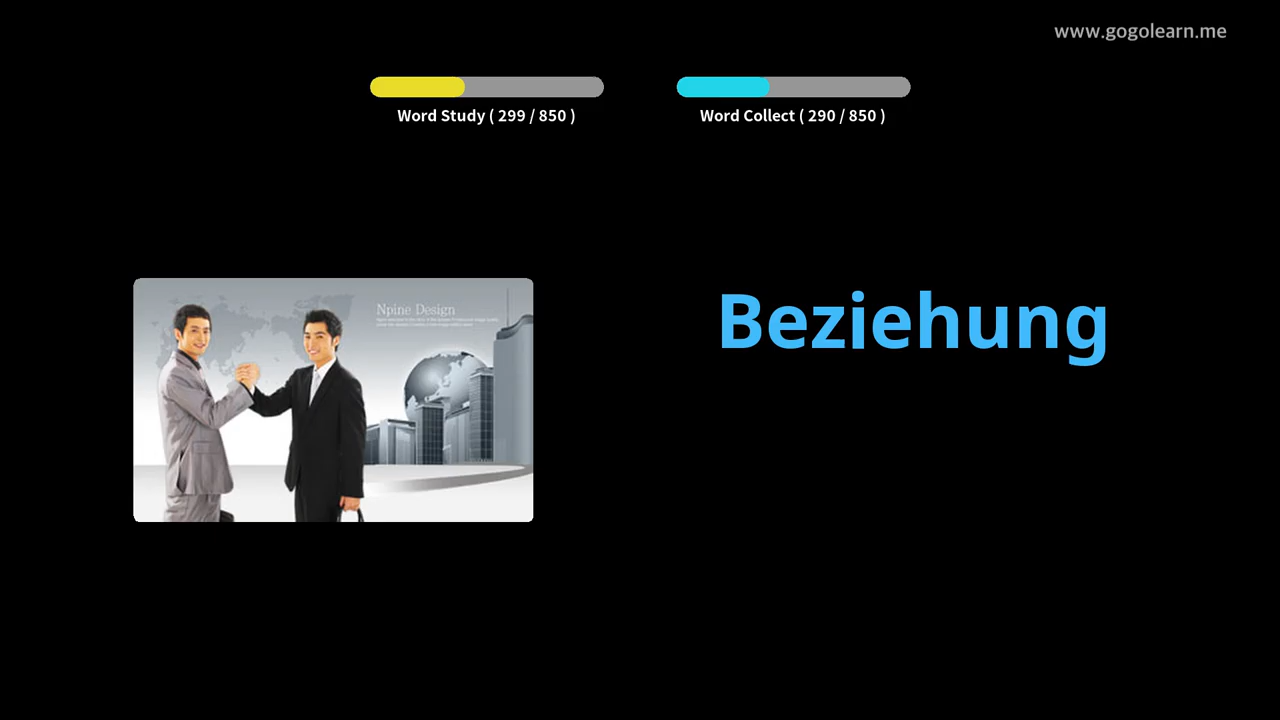 www.gogolearn.me
Word Study ( 299 / 850 )
Word Collect ( 290 / 850 )
Npine Design
Beziehung